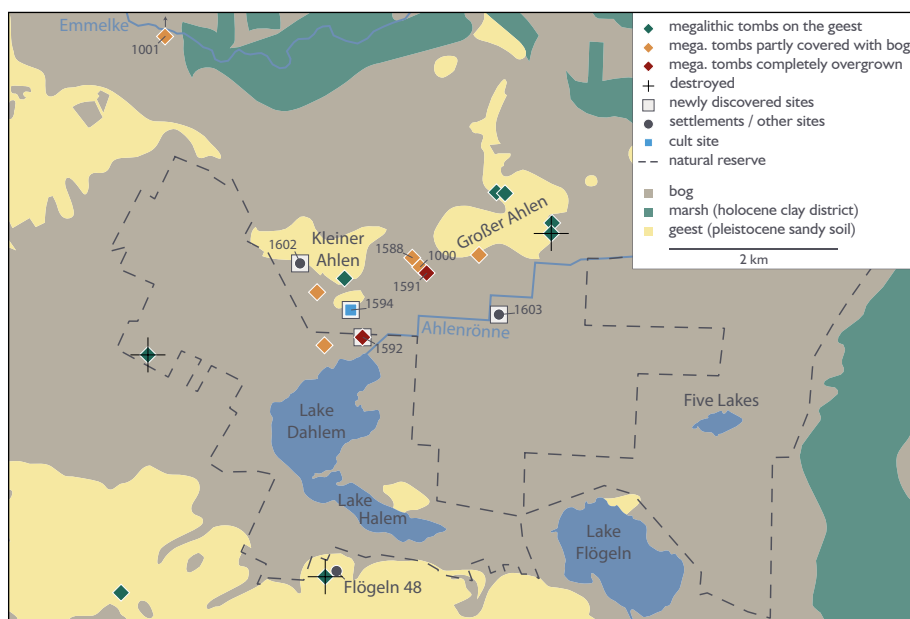 Emmelke
1001
megalithic tombs on the geest
mega. tombs partly covered with bog
mega. tombs completely overgrown
destroyed
newly discovered sites
settlements / other sites
cult site
natural reserve
bog
marsh (holocene clay district)
geest (pleistocene sandy soil)
2 km
Großer Ahlen
Kleiner
Ahlen
1602
1588
1000
1591
1594
1603
Ahlenrönne
1592
Lake
Dahlem
Five Lakes
Lake
Halem
Lake
Flögeln
Flögeln 48